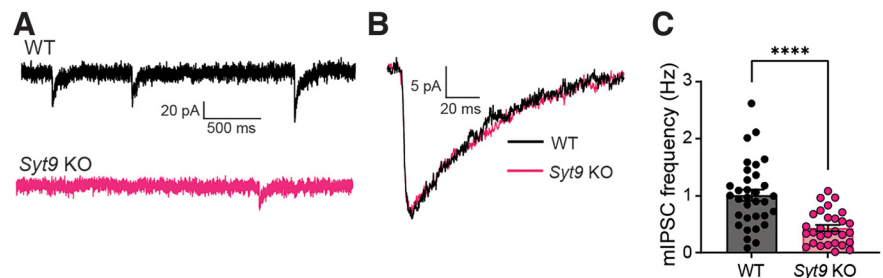 A
WT
20 pA
500 ms
Syt9 KO
B
5 pA
20 ms
WT
Syt9 KO
C
****
mIPSC frequency (Hz)
3
2
1
0
WT
Syt9 KO